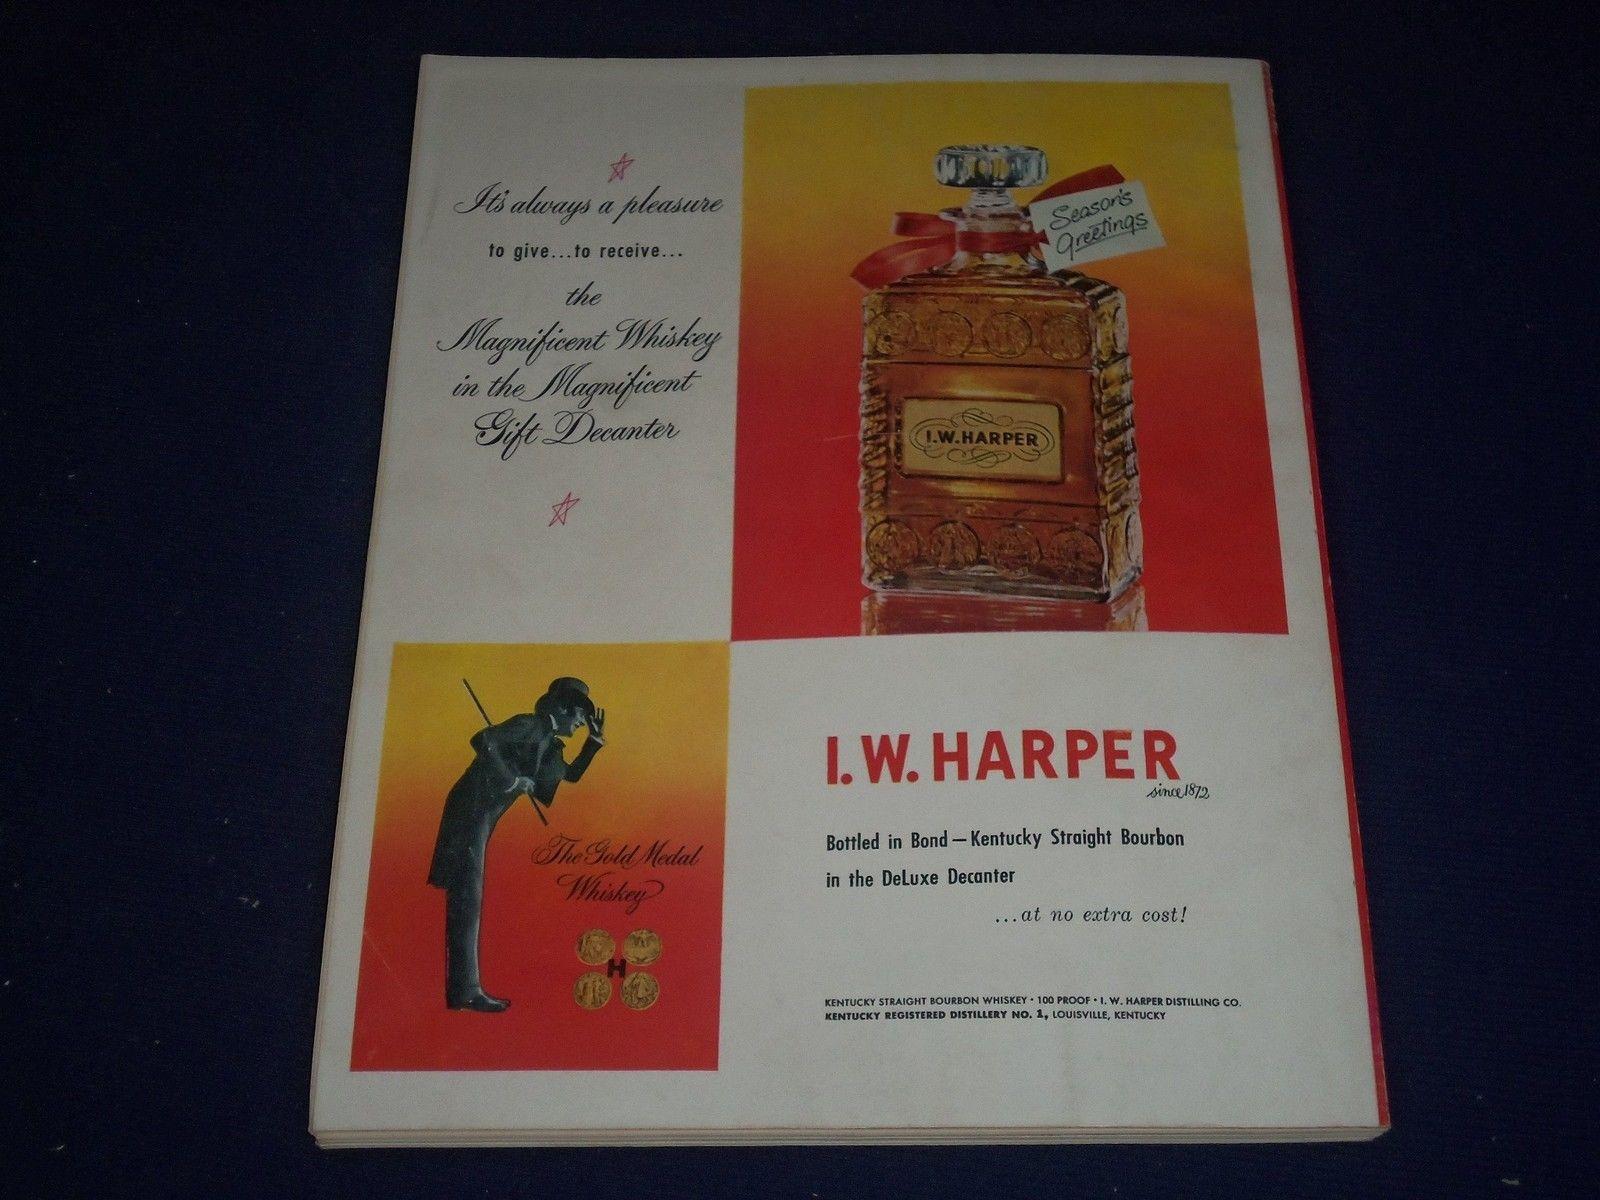 It's always a pleasure
to give...to receive...
the
Magnificent Whiskey
in the Magnificent
Gift Decanter
Season's
Greetings
I.W.HARPER
The Gold Medal
Whiskey
H
I.W. HARPER
since 1872
Bottled in Bond — Kentucky Straight Bourbon
in the DeLuxe Decanter
...at no extra cost!
KENTUCKY STRAIGHT BOURBON WHISKEY • 100 PROOF • I. W. HARPER DISTILLING CO.
KENTUCKY REGISTERED DISTILLERY NO. 1, LOUISVILLE, KENTUCKY